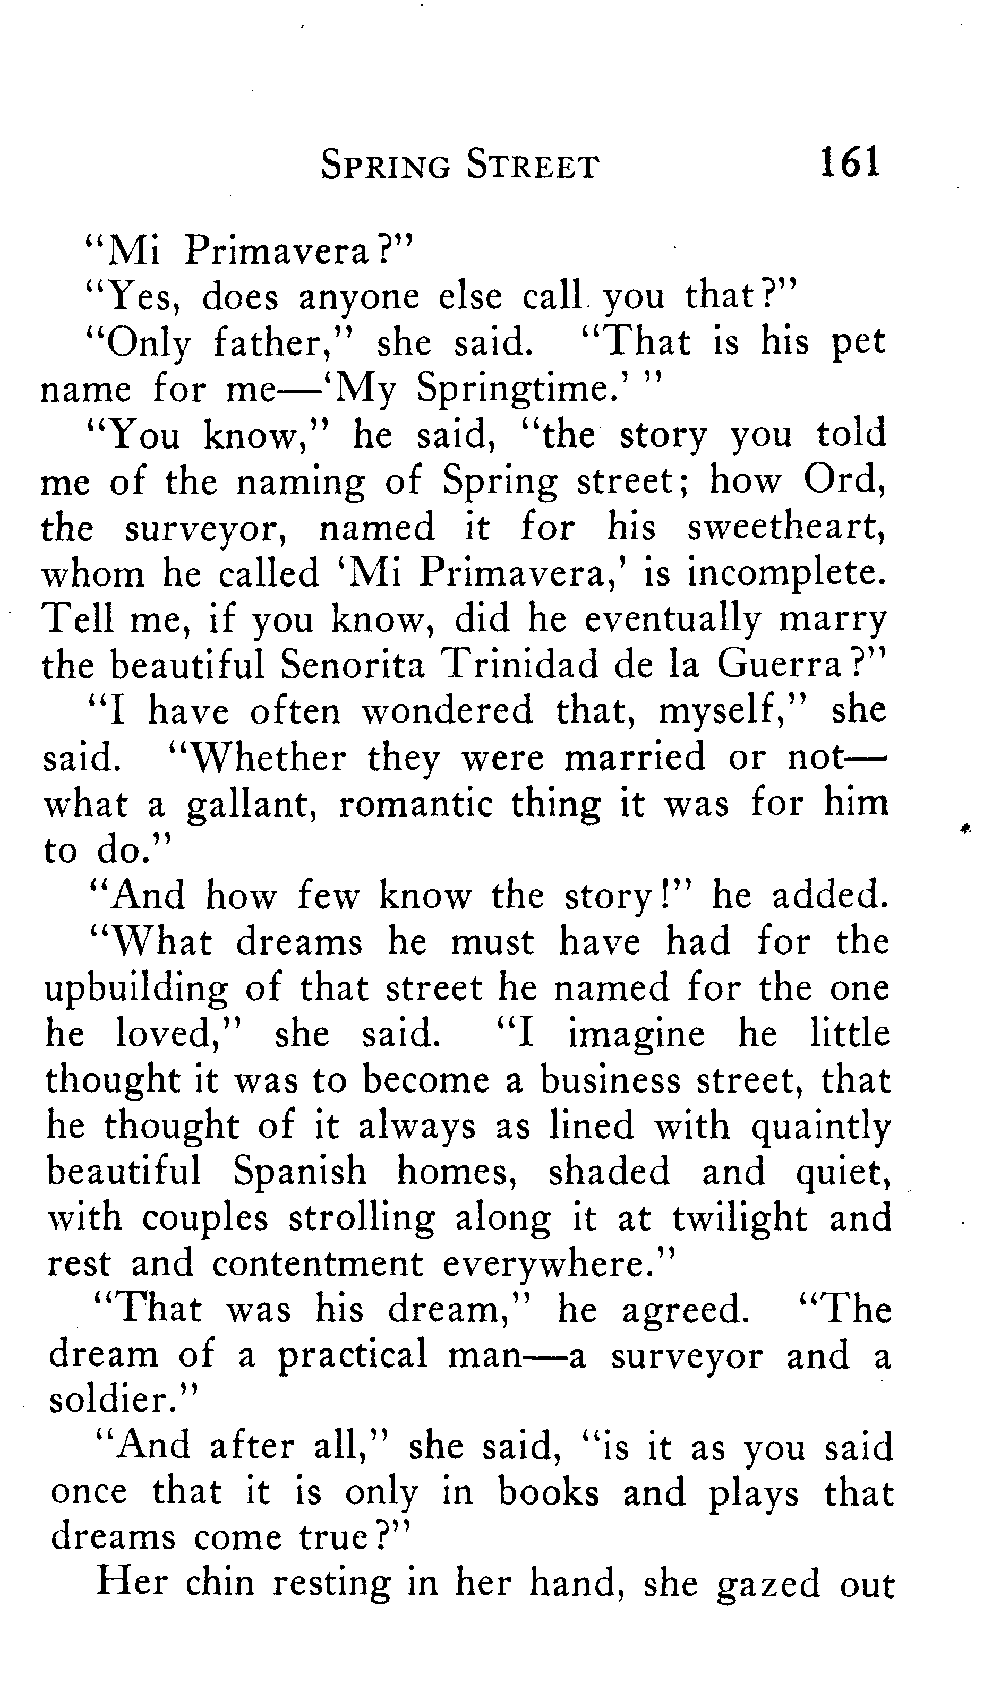 SPRING STREET 161
“Mi Primavera?”
“Yes, does anyone else call you that?”
“Only father,” she said. “That is his pet
name for me—‘My Springtime.’ ”
“You know,” he said, “the story you told
me of the naming of Spring street; how Ord,
the surveyor, named it for his sweetheart,
whom he called ‘Mi Primavera,’ is incomplete.
Tell me, if you know, did he eventually marry
the beautiful Senorita Trinidad de la Guerra?”
“I have often wondered that, myself,” she
said. “Whether they were married or not—
what a gallant, romantic thing it was for him
to do.”
“And how few know the story!” he added.
“What dreams he must have had for the
upbuilding of that street he named for the one
he loved,” she said. “I imagine he little
thought it was to become a business street, that
he thought of it always as lined with quaintly
beautiful Spanish homes, shaded and quiet,
with couples strolling along it at twilight and
rest and contentment everywhere.”
“That was his dream,” he agreed. “The
dream of a practical man—a surveyor and a
soldier.”
“And after all,” she said, “is it as you said
once that it is only in books and plays that
dreams come true?”
Her chin resting in her hand, she gazed out